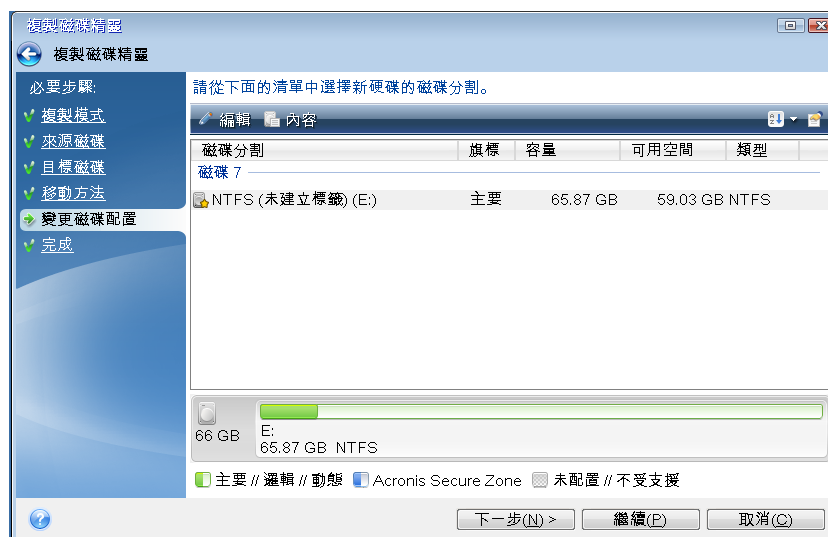 複製磁碟精靈
複製磁碟精靈
必要步驟:
複製模式
來源磁碟
目標磁碟
移動方法
變更磁碟配置
完成
請從下面的清單中選擇新硬碟的磁碟分割。
編輯 內容
磁碟分割 旗標 容量 可用空間 類型
磁碟 7
NTFS (未建立標籤) (E:) 主要 65.87 GB 59.03 GB NTFS
66 GB
E:
65.87 GB NTFS
主要 // 邏輯 // 動態 Acronis Secure Zone 未配置 // 不受支援
下一步(N) > 繼續(P) 取消(C)